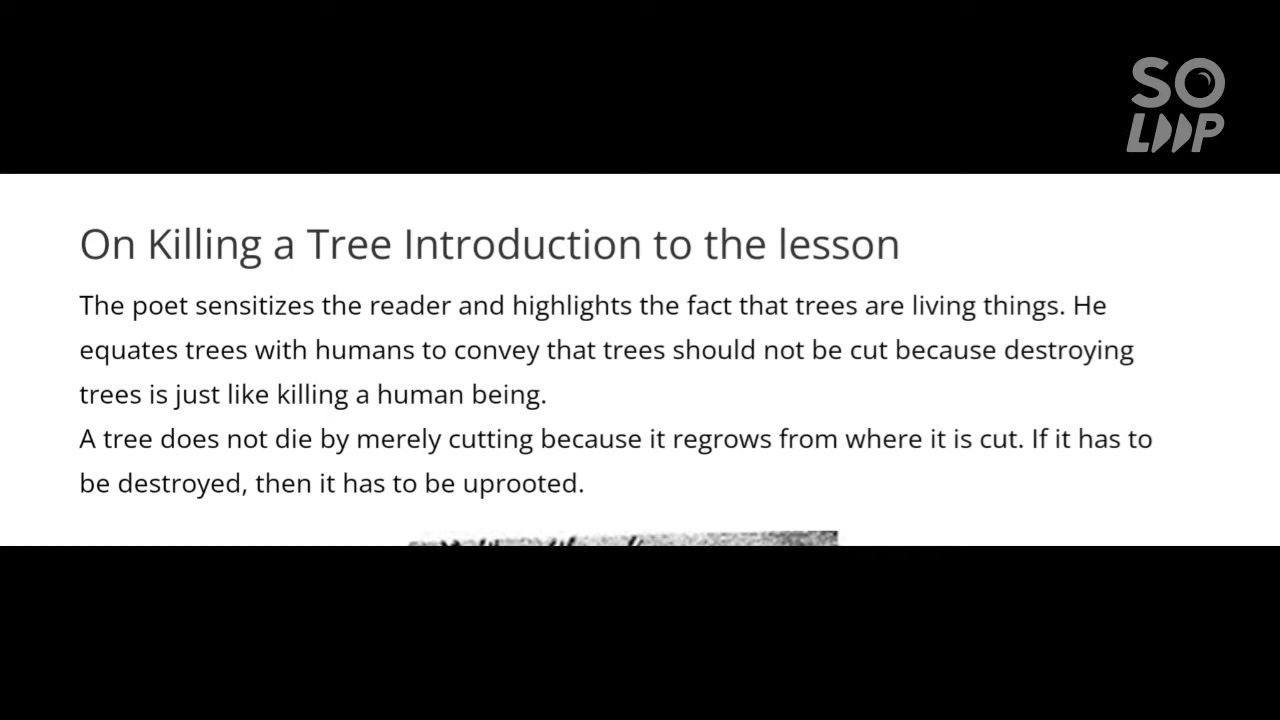 SO
LOOP
On Killing a Tree Introduction to the lesson
The poet sensitizes the reader and highlights the fact that trees are living things. He
equates trees with humans to convey that trees should not be cut because destroying
trees is just like killing a human being.
A tree does not die by merely cutting because it regrows from where it is cut. If it has to
be destroyed, then it has to be uprooted.